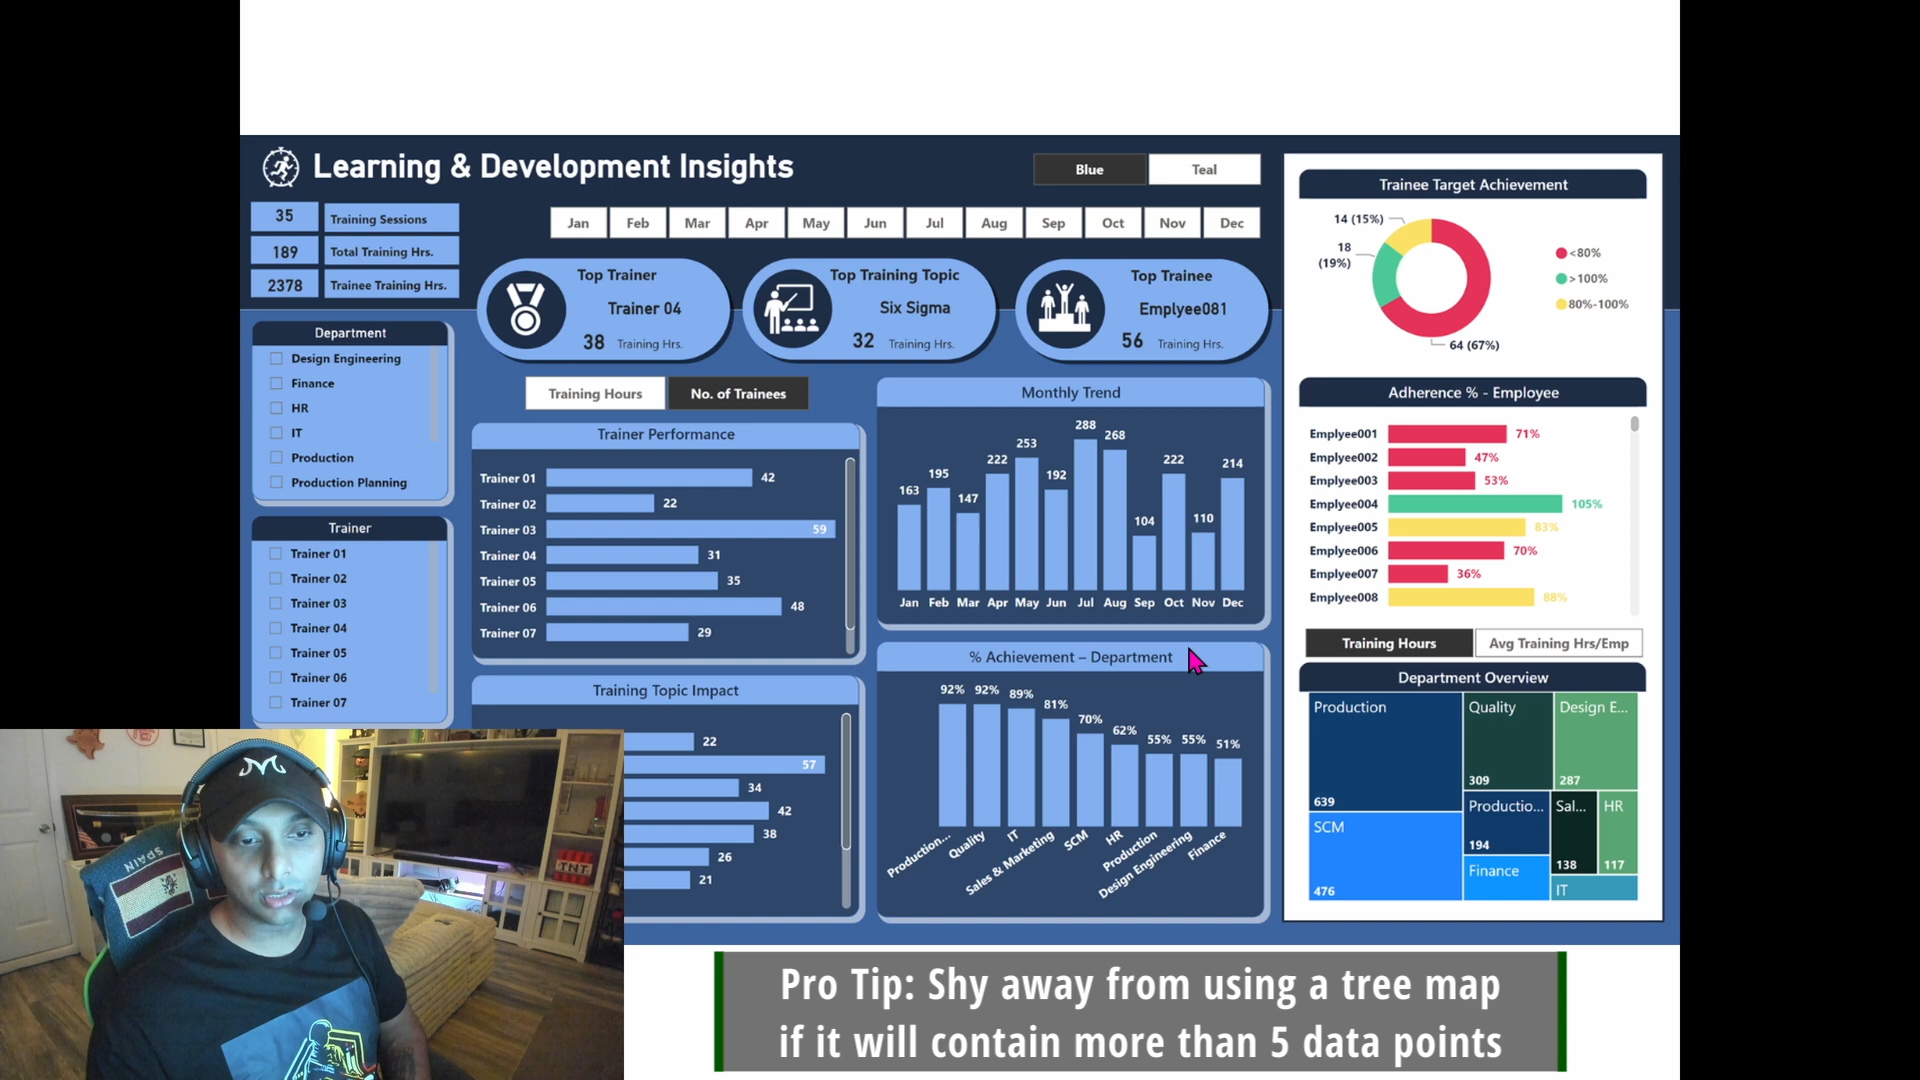 Learning & Development Insights
Blue
Teal
35
Training Sessions
189
Total Training Hrs.
2378
Trainee Training Hrs.
Jan
Feb
Mar
Apr
May
Jun
Jul
Aug
Sep
Oct
Nov
Dec
Top Trainer
Trainer 04
38 Training Hrs.
Top Training Topic
Six Sigma
32 Training Hrs.
Top Trainee
Emplyee081
56 Training Hrs.
Department
Design Engineering
Finance
HR
IT
Production
Production Planning
Trainer
Trainer 01
Trainer 02
Trainer 03
Trainer 04
Trainer 05
Trainer 06
Trainer 07
Training Hours
No. of Trainees
Trainer Performance
Trainer 01 42
Trainer 02 22
Trainer 03 59
Trainer 04 31
Trainer 05 35
Trainer 06 48
Trainer 07 29
Training Topic Impact
22
57
34
42
38
26
21
Monthly Trend
163
195
147
222
253
192
288
268
104
222
110
214
Jan
Feb
Mar
Apr
May
Jun
Jul
Aug
Sep
Oct
Nov
Dec
% Achievement – Department
92%
92%
89%
81%
70%
62%
55%
55%
51%
Production...
Quality
IT
Sales & Marketing
SCM
HR
Production
Design Engineering
Finance
Trainee Target Achievement
14 (15%)
18
(19%)
64 (67%)
<80%
>100%
80%-100%
Adherence % - Employee
Emplyee001 71%
Emplyee002 47%
Emplyee003 53%
Emplyee004 105%
Emplyee005 83%
Emplyee006 70%
Emplyee007 36%
Emplyee008 88%
Training Hours
Avg Training Hrs/Emp
Department Overview
Production
639
SCM
476
Quality
309
Design E...
287
Productio...
194
Finance
Sal...
138
HR
117
IT
SPAIN
TNT
Pro Tip: Shy away from using a tree map
if it will contain more than 5 data points